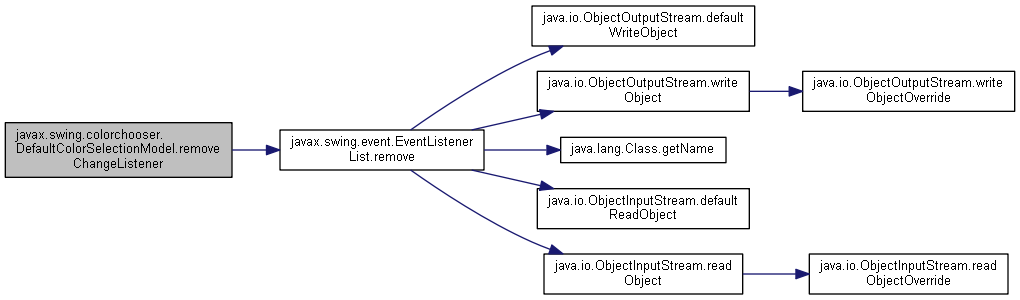 javax.swing.colorchooser.
DefaultColorSelectionModel.remove
ChangeListener
javax.swing.event.EventListener
List.remove
java.io.ObjectOutputStream.default
WriteObject
java.io.ObjectOutputStream.write
Object
java.io.ObjectOutputStream.write
ObjectOverride
java.lang.Class.getName
java.io.ObjectInputStream.default
ReadObject
java.io.ObjectInputStream.read
Object
java.io.ObjectInputStream.read
ObjectOverride